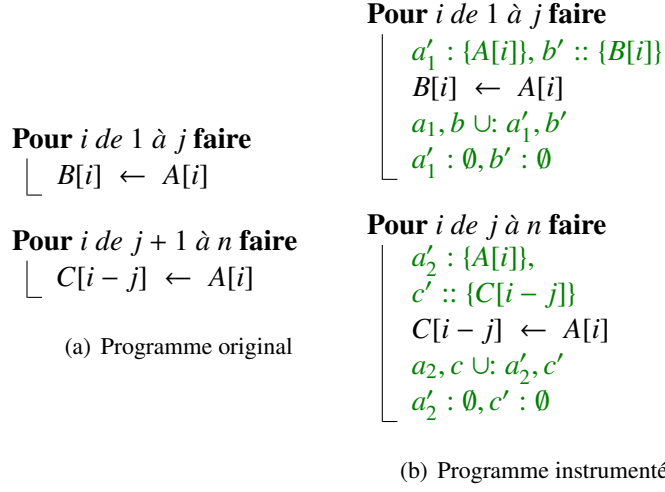 Pour i de 1 à j faire
B[i] ← A[i]
Pour i de j + 1 à n faire
C[i − j] ← A[i]
(a) Programme original
Pour i de 1 à j faire
a′₁ : {A[i]}, b′ :: {B[i]}
B[i] ← A[i]
a₁, b ∪: a′₁, b′
a′₁ : ∅, b′ : ∅
Pour i de j à n faire
a′₂ : {A[i]},
c′ :: {C[i − j]}
C[i − j] ← A[i]
a₂, c ∪: a′₂, c′
a′₂ : ∅, c′ : ∅
(b) Programme instrumenté